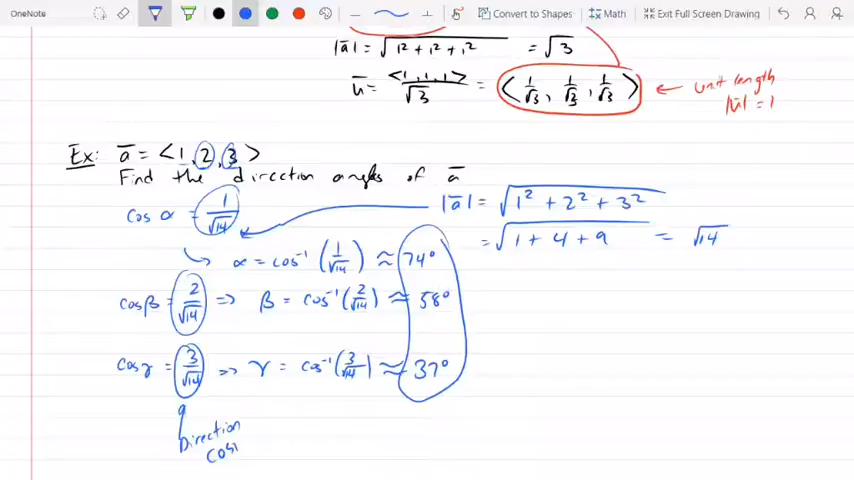 OneNote Convert to Shapes Math Exit Full Screen Drawing
|a̅| = √(1² + 1² + 1²) = √3
u̅ = <1,1,1>/√3 = <1/√3, 1/√3, 1/√3> ← unit length
|u̅| = 1
Ex: a̅ = <1, 2, 3>
Find the direction angles of a̅
cos α = 1/√14 |a̅| = √(1² + 2² + 3²)
= √(1 + 4 + 9) = √14
α = cos⁻¹(1/√14) ≈ 74°
cosβ = 2/√14 => β = cos⁻¹(2/√14) ≈ 58°
cosγ = 3/√14 => γ = cos⁻¹(3/√14) ≈ 37°
Direction
cosi